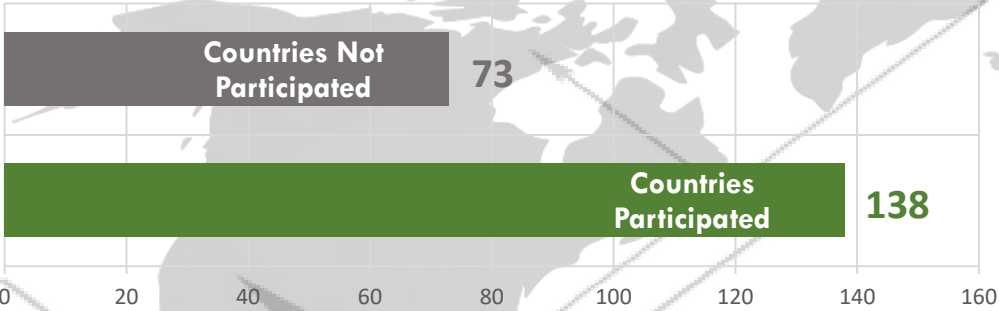 Countries Not
Participated
73
Countries
Participated
138
0 20 40 60 80 100 120 140 160